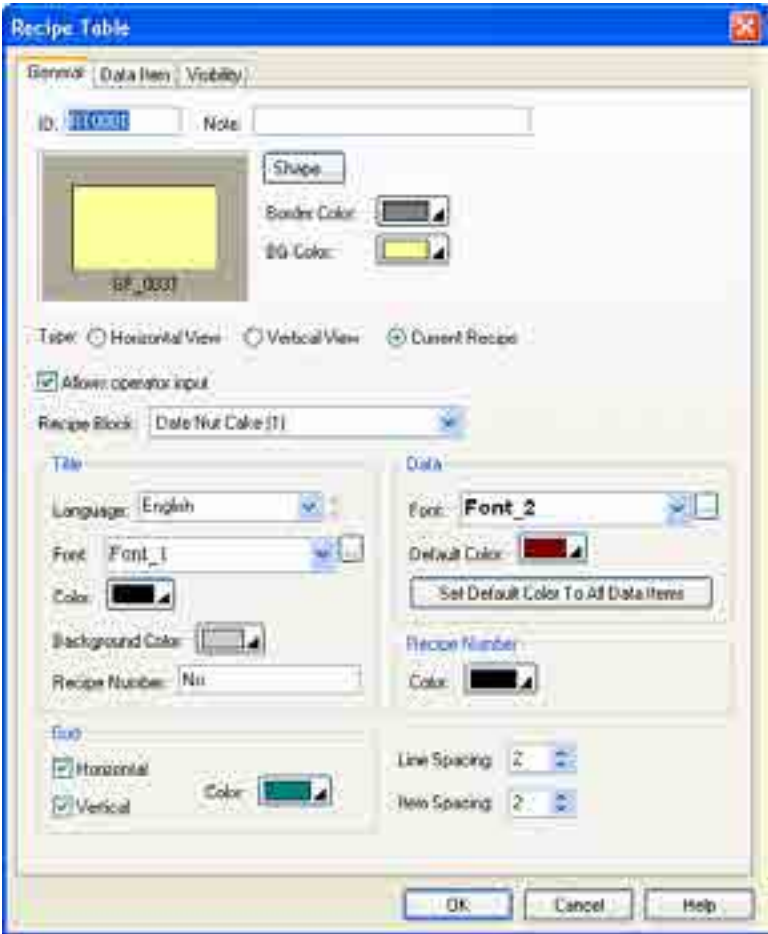 Recipe Table
General Data Item Visibility
ID: Note:
Shape
Border Color:
BG Color:
Type: Horizontal View Vertical View Current Recipe
Allows operator input
Recipe Block: Date Nut Cake (1)
Title
Language: English
Font: Font_1
Color:
Background Color:
Recipe Number: No
Data
Font: Font_2
Default Color:
Set Default Color To All Data Items
Recipe Number
Color:
Grid
Horizontal
Vertical
Color:
Line Spacing: 2
Item Spacing: 2
OK Cancel Help